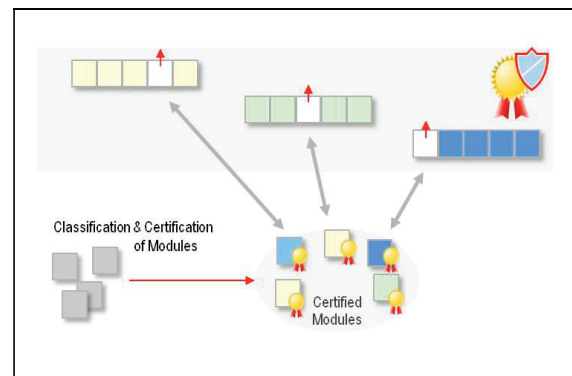 Classification & Certification
of Modules
Certified
Modules